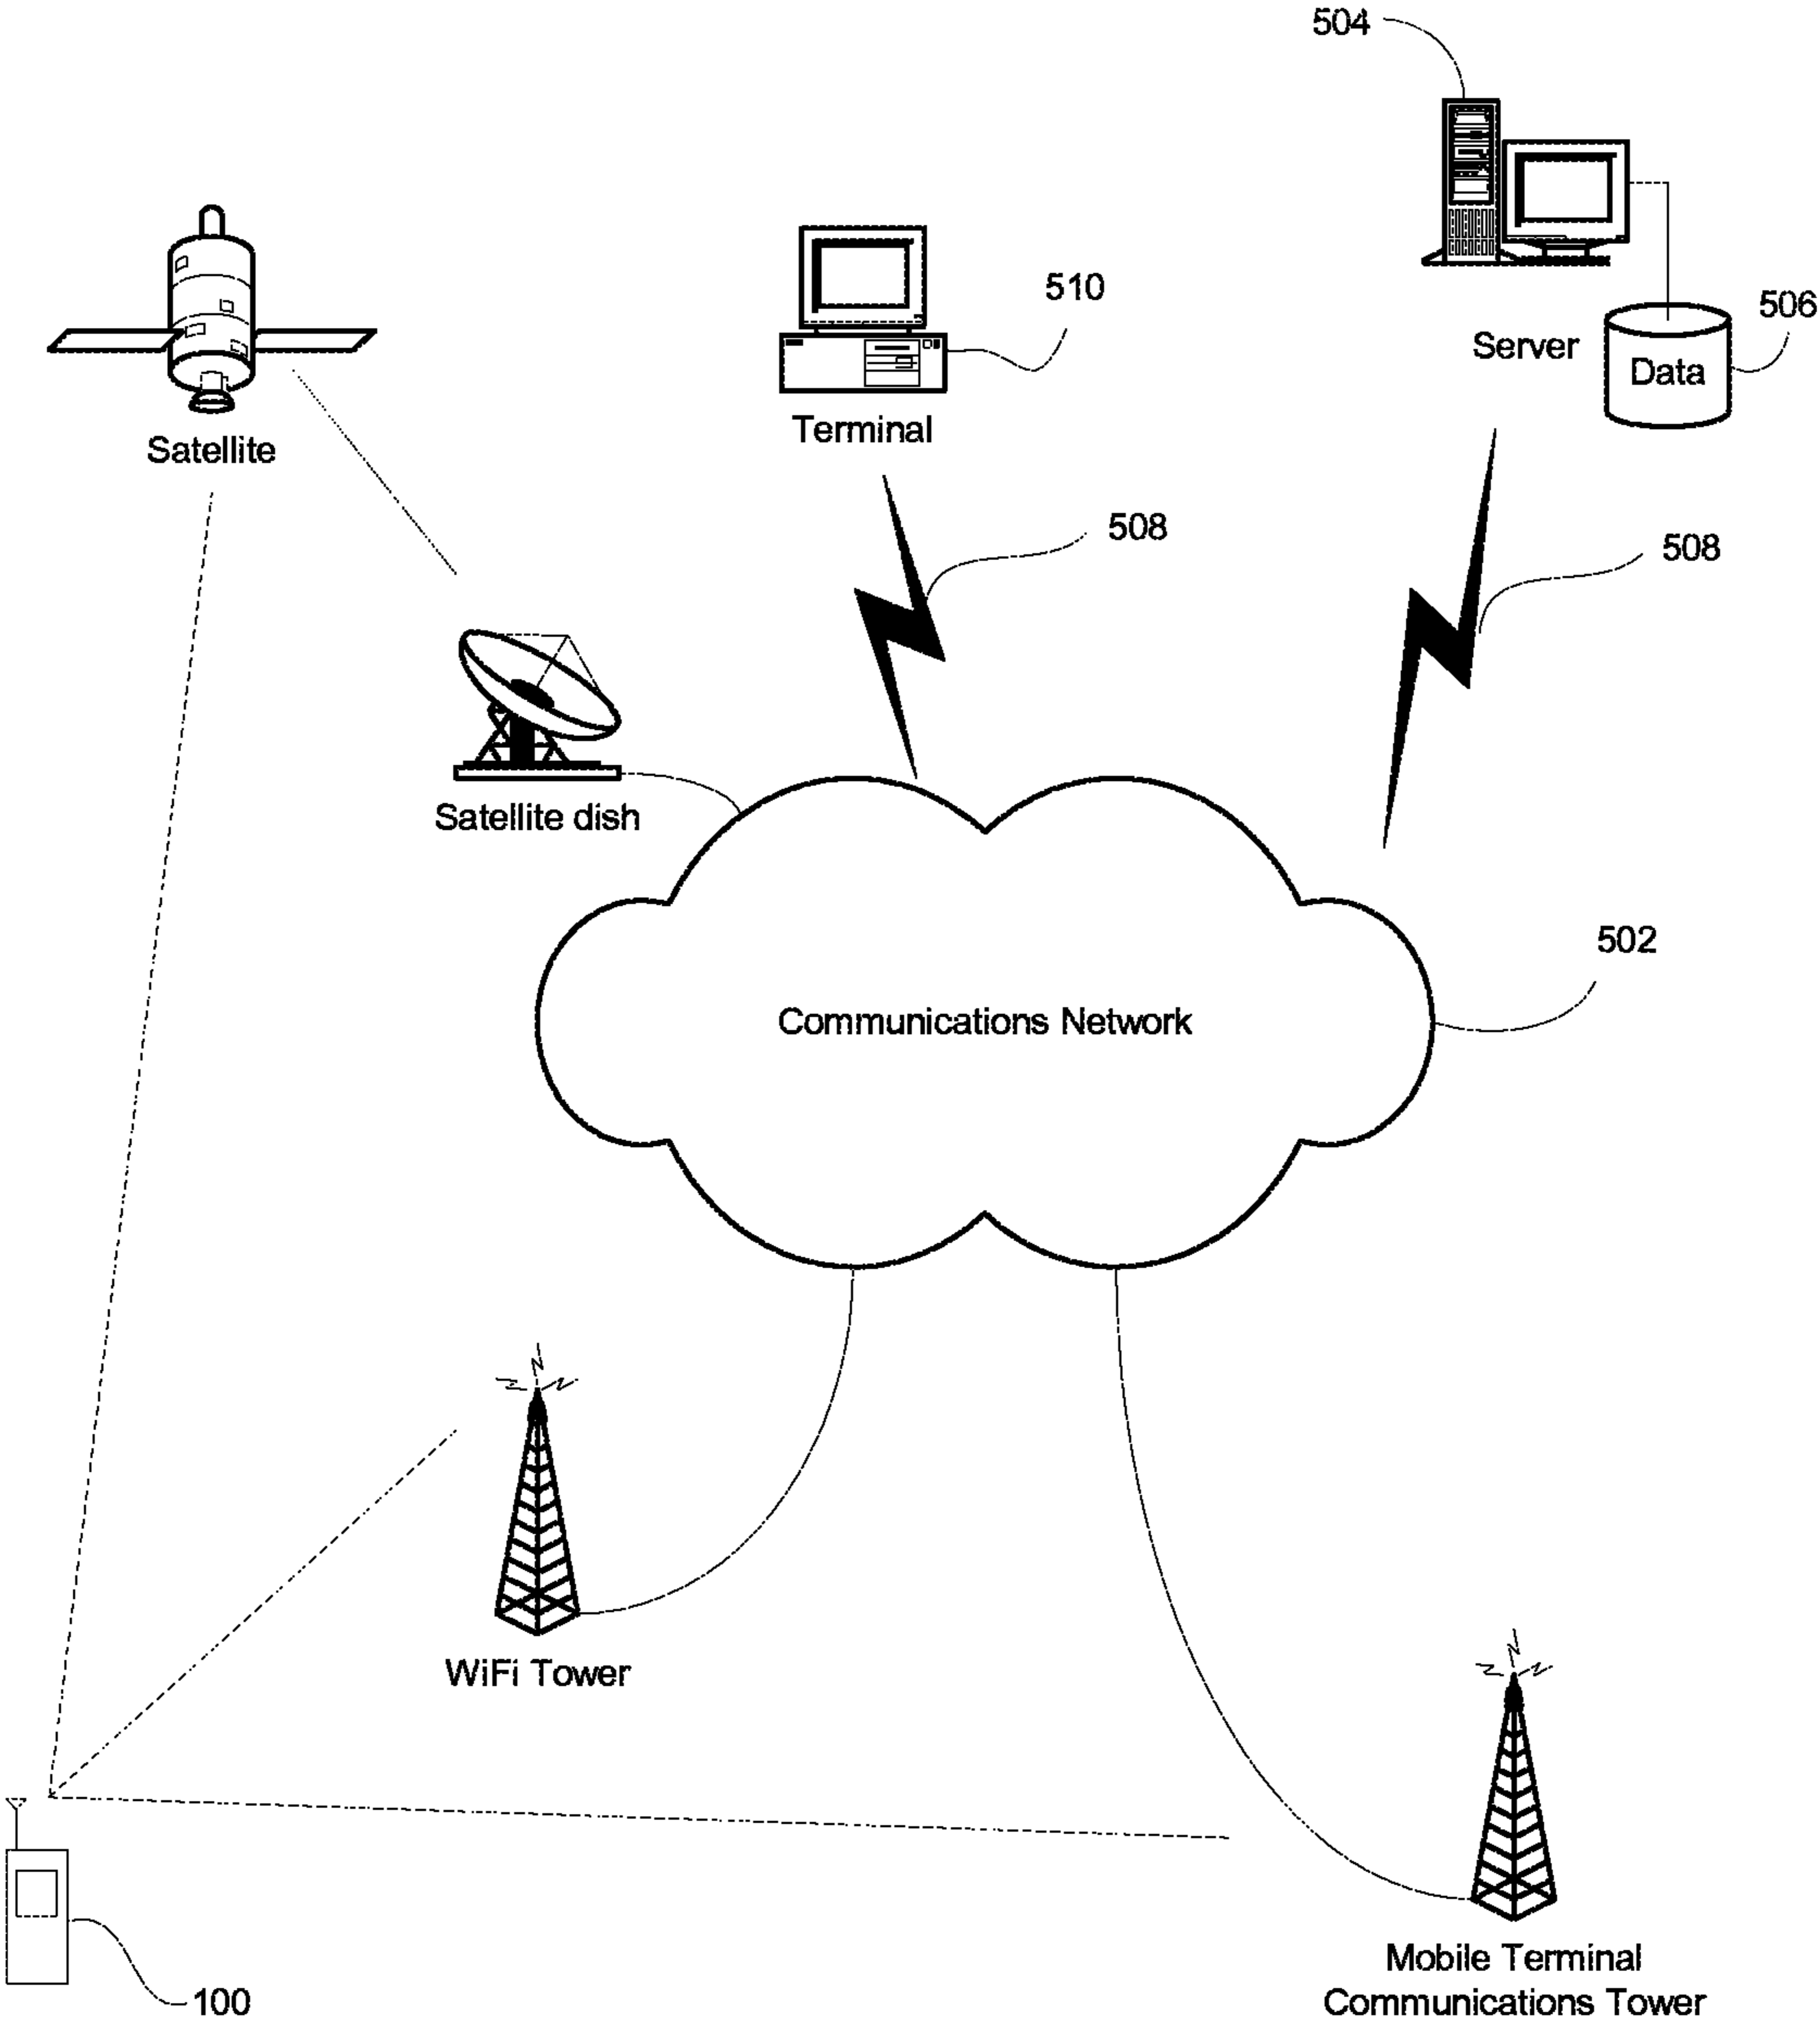 504
510
506
Server
Data
Terminal
Satellite
508
508
Satellite dish
502
Communications Network
WiFi Tower
Mobile Terminal
Communications Tower
100